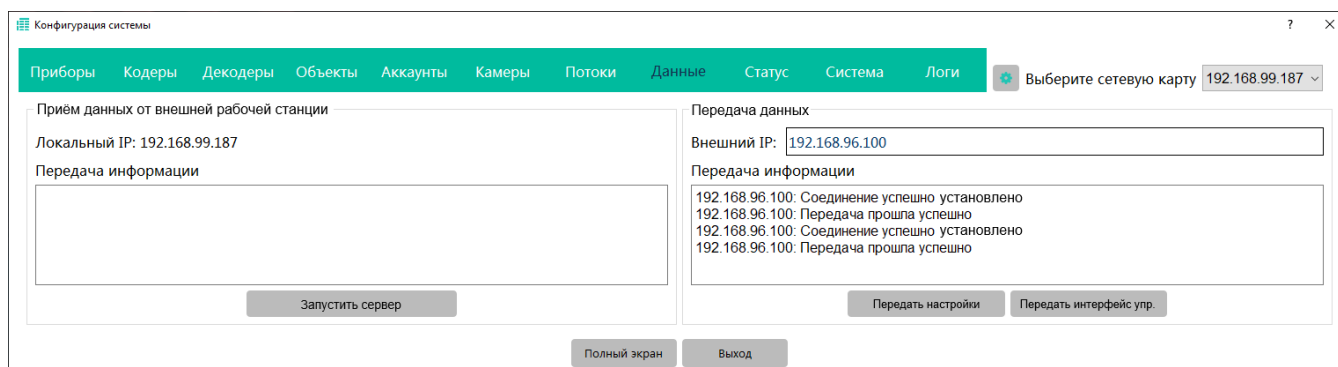 Конфигурация системы ? ×
Приборы Кодеры Декодеры Объекты Аккаунты Камеры Потоки Данные Статус Система Логи Выберите сетевую карту 192.168.99.187
Приём данных от внешней рабочей станции
Локальный IP: 192.168.99.187
Передача информации
Запустить сервер
Передача данных
Внешний IP: 192.168.96.100
Передача информации
192.168.96.100: Соединение успешно установлено
192.168.96.100: Передача прошла успешно
192.168.96.100: Соединение успешно установлено
192.168.96.100: Передача прошла успешно
Передать настройки Передать интерфейс упр.
Полный экран Выход